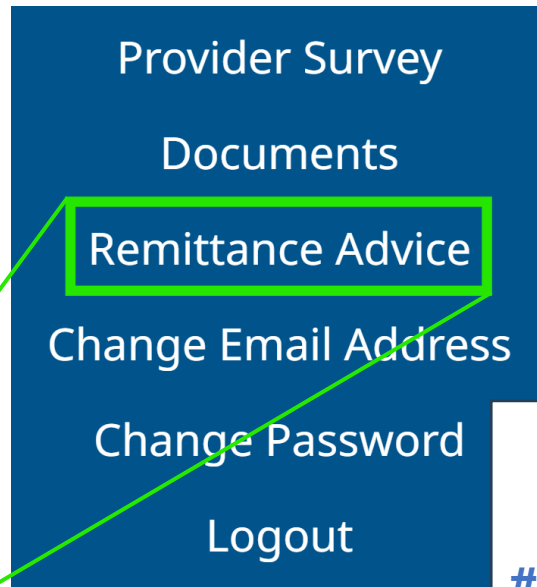 Provider Survey
Documents
Remittance Advice
Change Email Address
Change Password
Logout
#